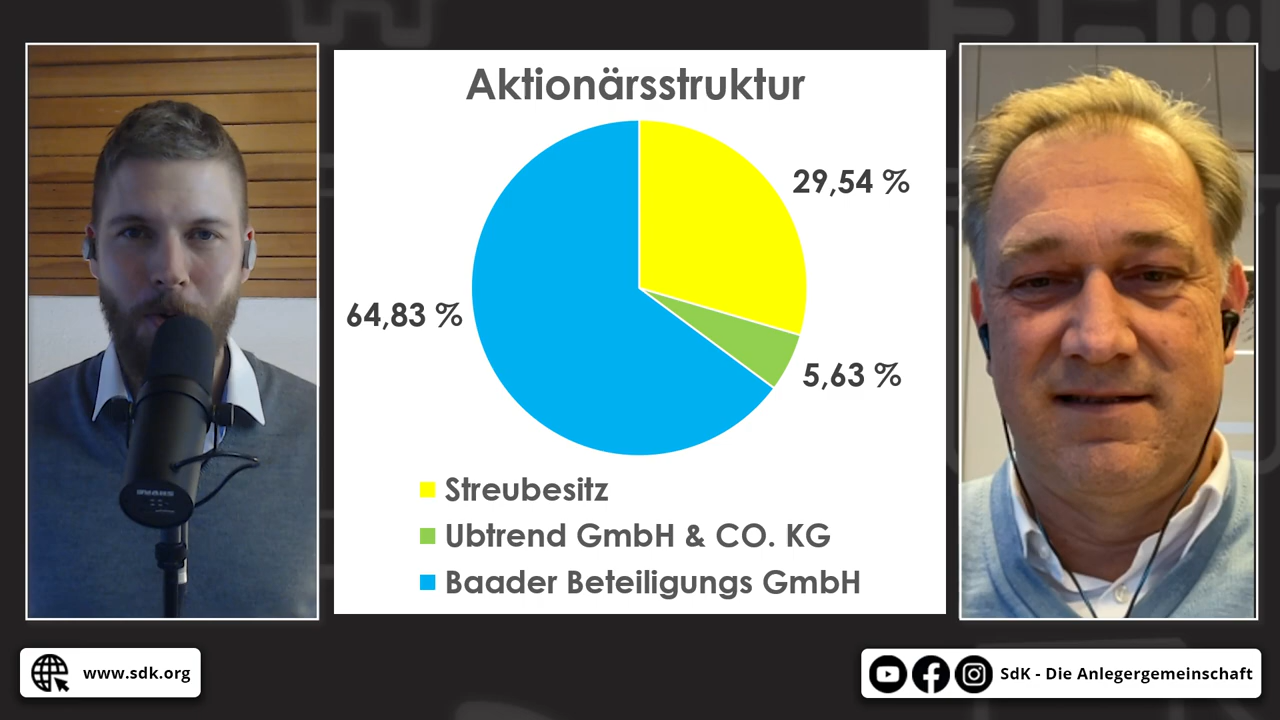 Aktionärsstruktur
29,54 %
64,83 %
5,63 %
Streubesitz
Ubtrend GmbH & CO. KG
Baader Beteiligungs GmbH
www.sdk.org
SdK - Die Anlegergemeinschaft